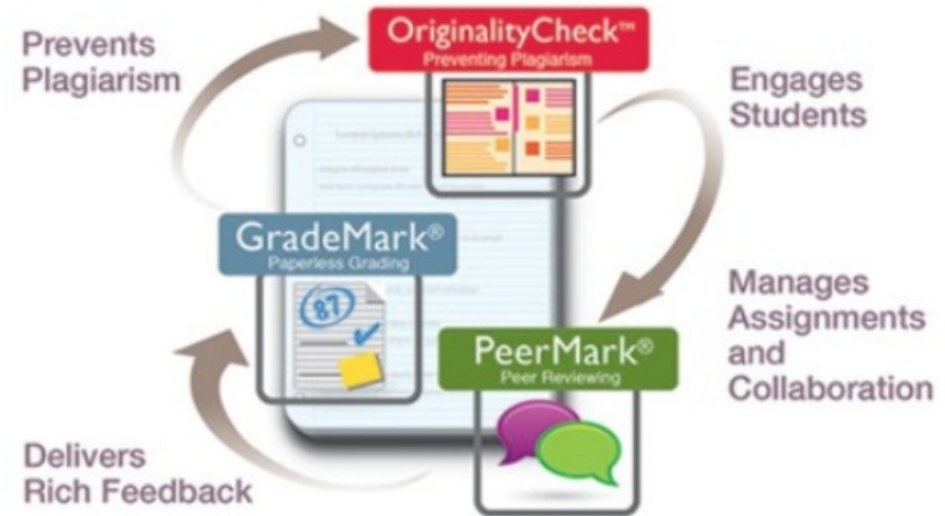 Prevents
Plagiarism
OriginalityCheck™
Preventing Plagiarism
Engages
Students
GradeMark®
Paperless Grading
87
Manages
Assignments
and
Collaboration
PeerMark®
Peer Reviewing
Delivers
Rich Feedback